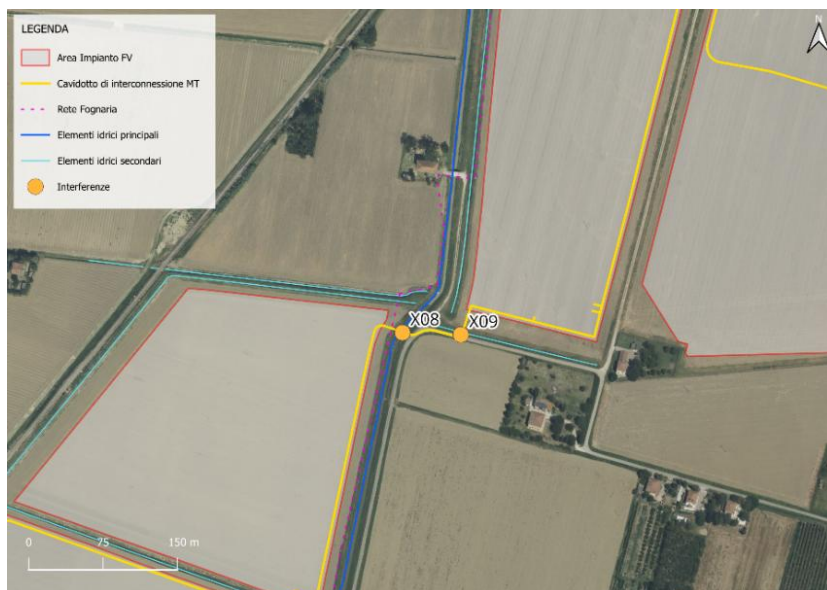 LEGENDA
Area Impianto FV
Cavidotto di interconnessione MT
Rete Fognaria
Elementi idrici principali
Elementi idrici secondari
Interferenze
N
X08
X09
0 75 150 m